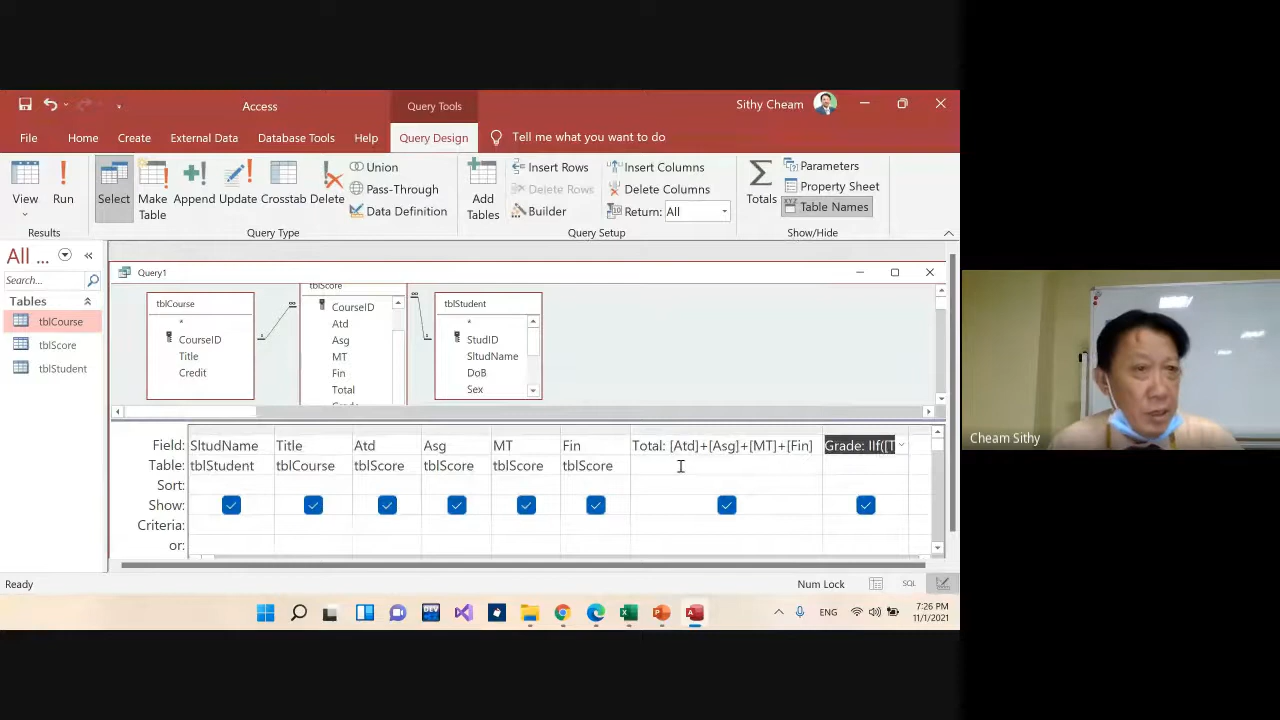 Access
Query Tools
Sithy Cheam
File
Home
Create
External Data
Database Tools
Help
Query Design
Tell me what you want to do
View
Run
Select
Make Table
Append
Update
Crosstab
Delete
Union
Pass-Through
Data Definition
Add Tables
Insert Rows
Delete Rows
Builder
Insert Columns
Delete Columns
Return: All
Totals
Parameters
Property Sheet
Table Names
Results
Query Type
Query Setup
Show/Hide
All ...
Search...
Tables
tblCourse
tblScore
tblStudent
Query1
tblCourse
*
CourseID
Title
Credit
tblScore
CourseID
Atd
Asg
MT
Fin
Total
tblStudent
*
StudID
SltudName
DoB
Sex
Field: SltudName Title Atd Asg MT Fin Total: [Atd]+[Asg]+[MT]+[Fin] Grade: IIf([T
Table: tblStudent tblCourse tblScore tblScore tblScore tblScore
Sort:
Show:
Criteria:
or:
Ready
Num Lock
SQL
ENG
7:26 PM
11/1/2021
Cheam Sithy